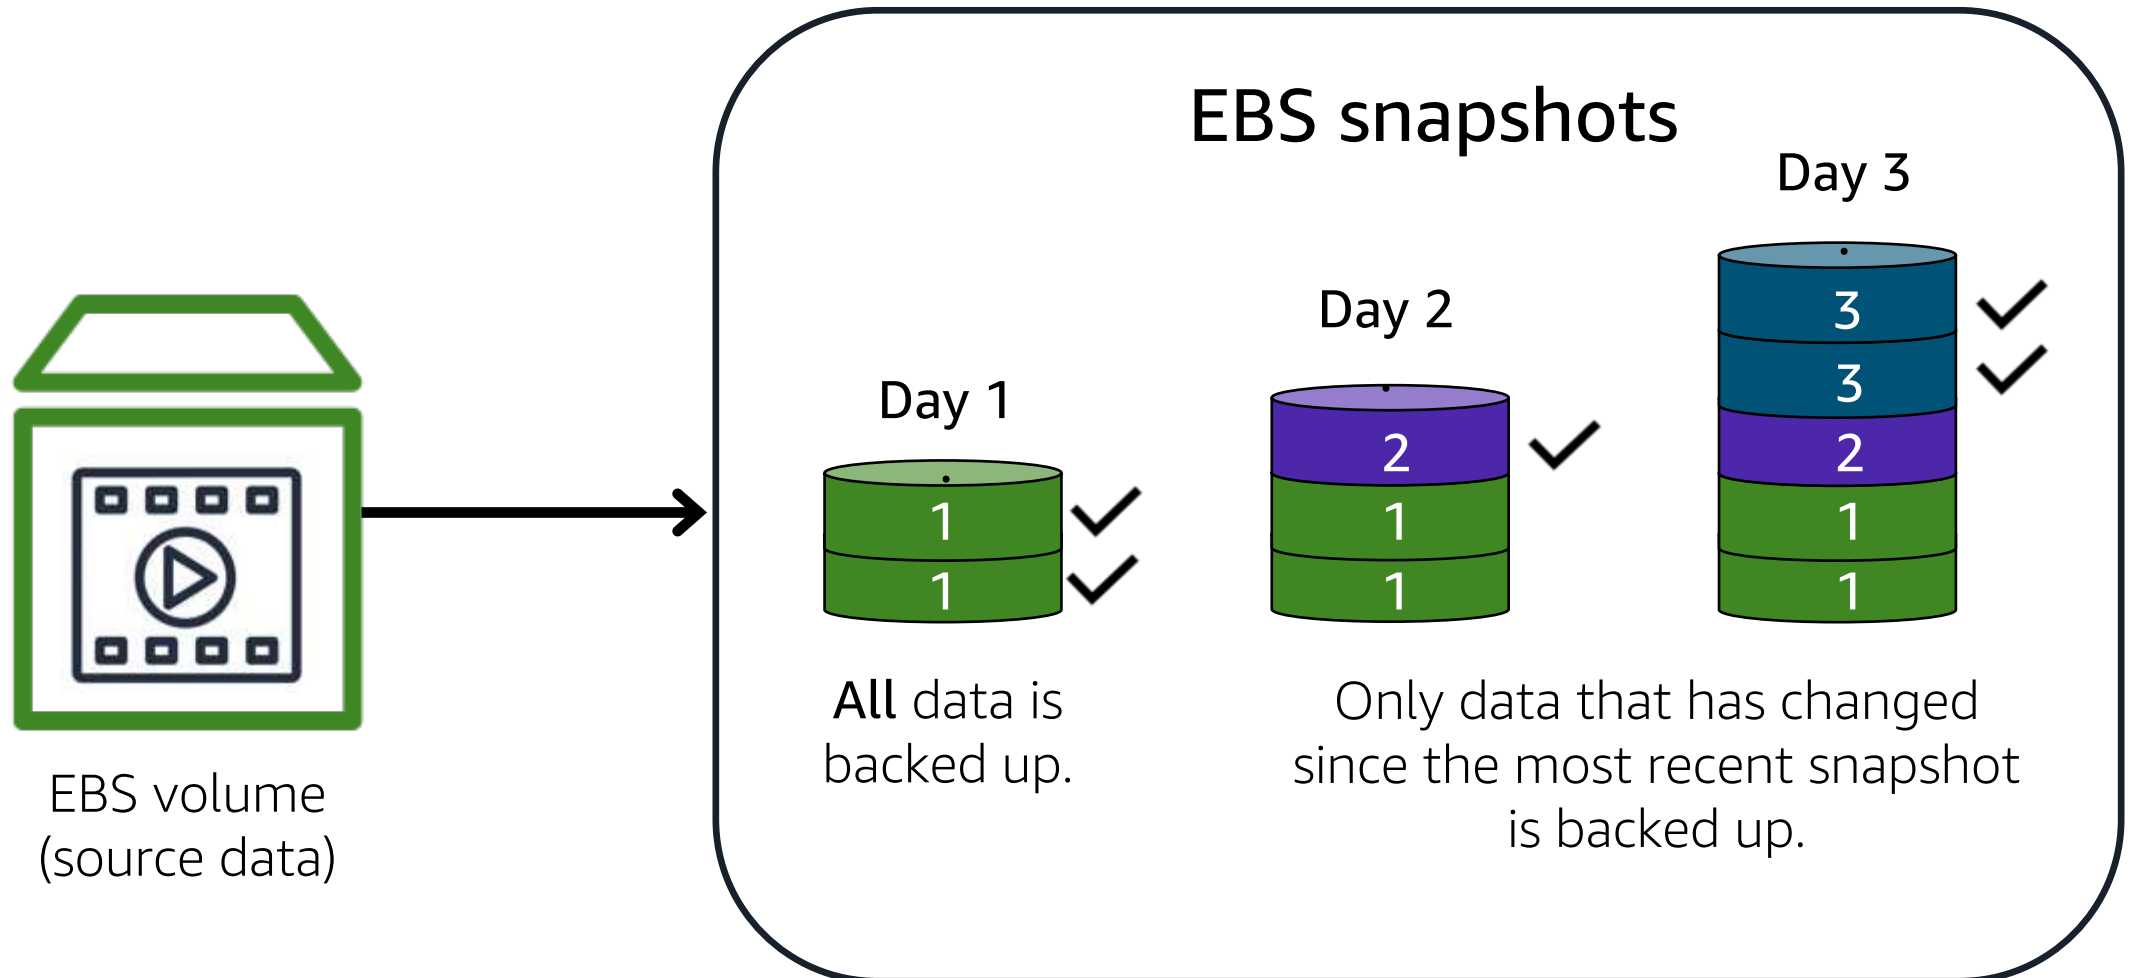 EBS snapshots
Day 1
1
1
All data is
backed up.
Day 2
2
1
1
Day 3
3
3
2
1
1
Only data that has changed
since the most recent snapshot
is backed up.
EBS volume
(source data)